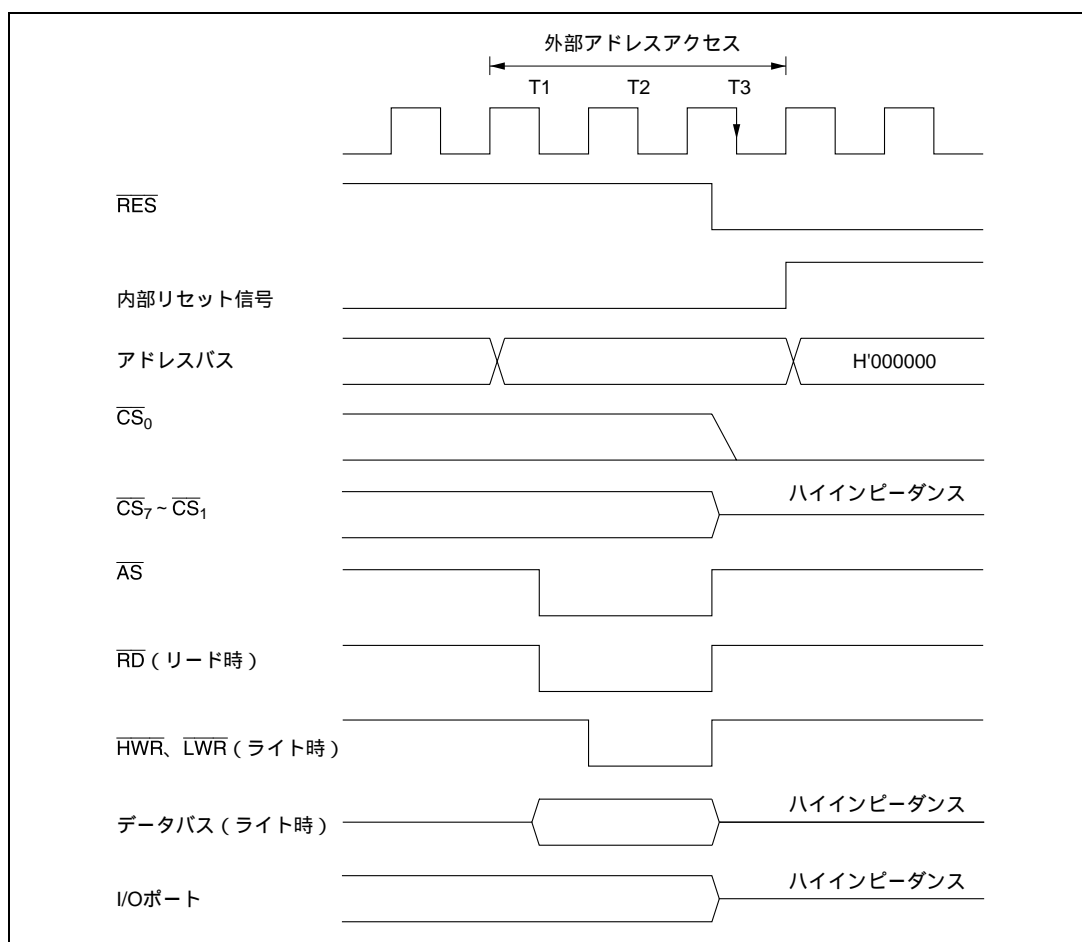 外部アドレスアクセス
T1 T2 T3
RES
内部リセット信号
アドレスバス H'000000
CS0
CS7 ~ CS1 ハイインピーダンス
AS
RD ( リード時 )
HWR、LWR ( ライト時 )
データバス ( ライト時 ) ハイインピーダンス
I/Oポート ハイインピーダンス